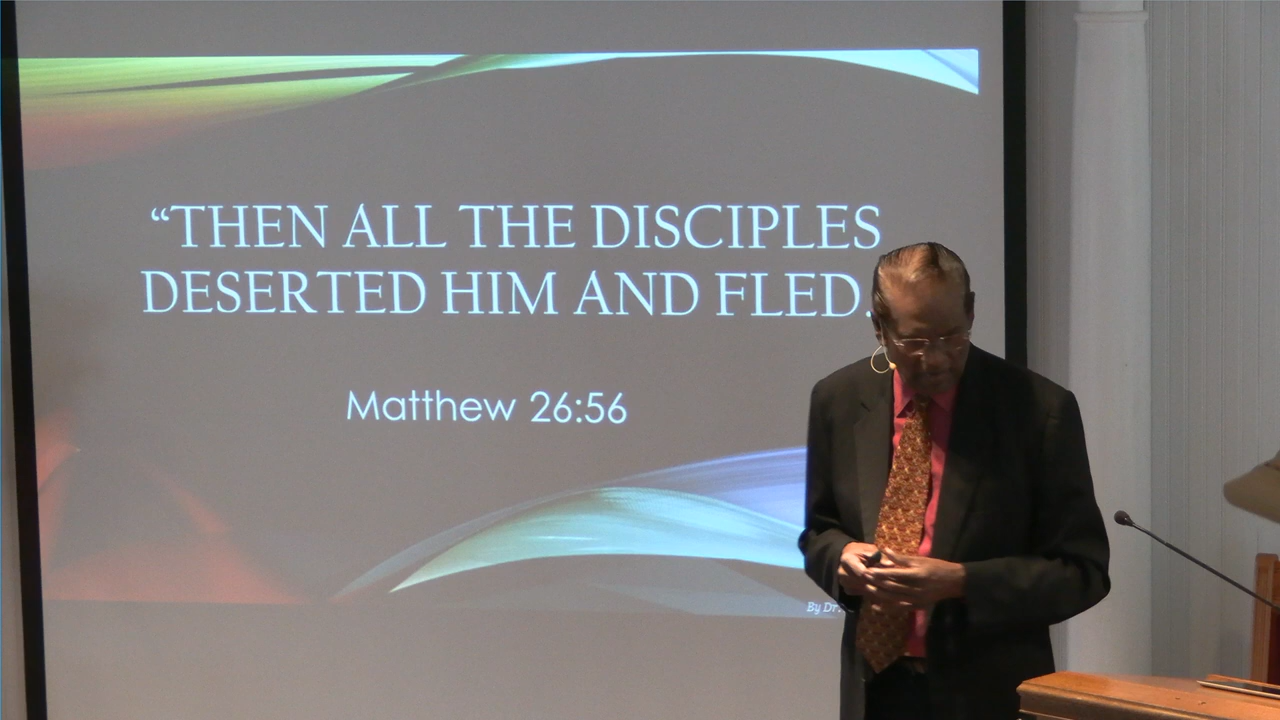 “THEN ALL THE DISCIPLES
DESERTED HIM AND FLED.
Matthew 26:56
By Dr.